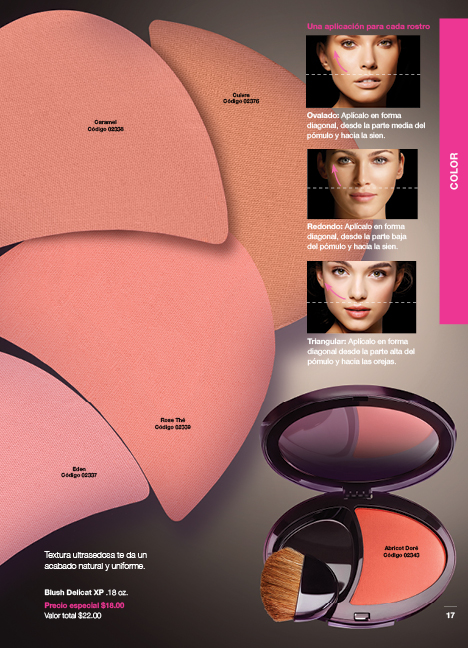 Una aplicación para cada rostro
Cuivre
Código 02376
Caramel
Código 02338
Ovalado: Aplícalo en forma
diagonal, desde la parte media del
pómulo y hacia la sien.
COLOR
Redondo: Aplícalo en forma
diagonal, desde la parte baja
del pómulo y hacia la sien.
Triangular: Aplícalo en forma
diagonal desde la parte alta del
pómulo y hacia las orejas.
Rose Thé
Código 02339
Eden
Código 02337
Abricot Doré
Código 02343
Textura ultrasedosa te da un
acabado natural y uniforme.
Blush Delicat XP .18 oz.
Precio especial $18.00
Valor total $22.00
17